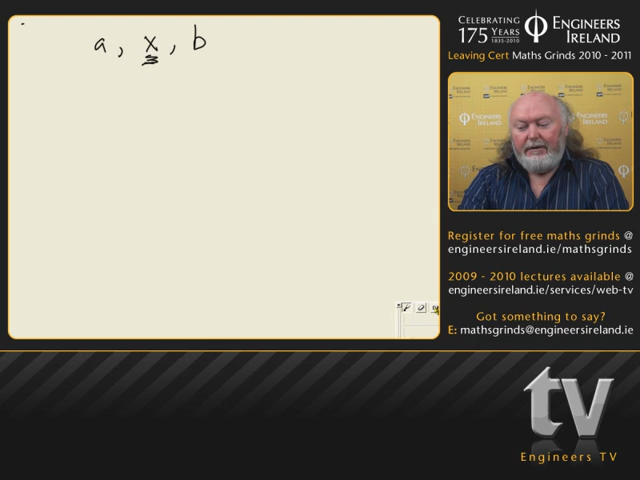 a, x, b
CELEBRATING
175 YEARS
1835-2010
ENGINEERS
IRELAND
Leaving Cert Maths Grinds 2010 - 2011
ENGINEERS
IRELAND
Register for free maths grinds @
engineersireland.ie/mathsgrinds
2009 - 2010 lectures available @
engineersireland.ie/services/web-tv
Got something to say?
E: mathsgrinds@engineersireland.ie
tv
Engineers TV